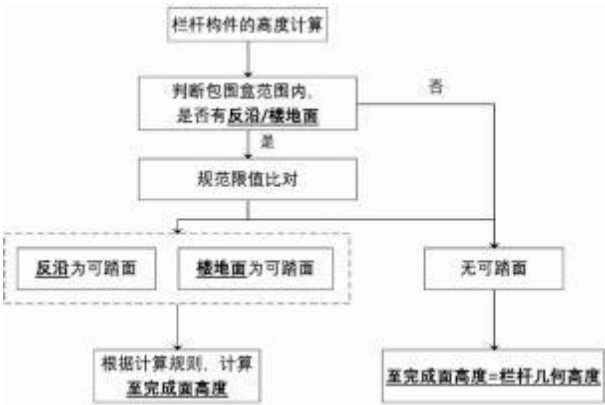 栏杆构件的高度计算
判断包围盒范围内，
是否有反沿/楼地面
否
是
规范限值比对
反沿为可踏面
楼地面为可踏面
无可踏面
根据计算规则，计算
至完成面高度
至完成面高度=栏杆几何高度